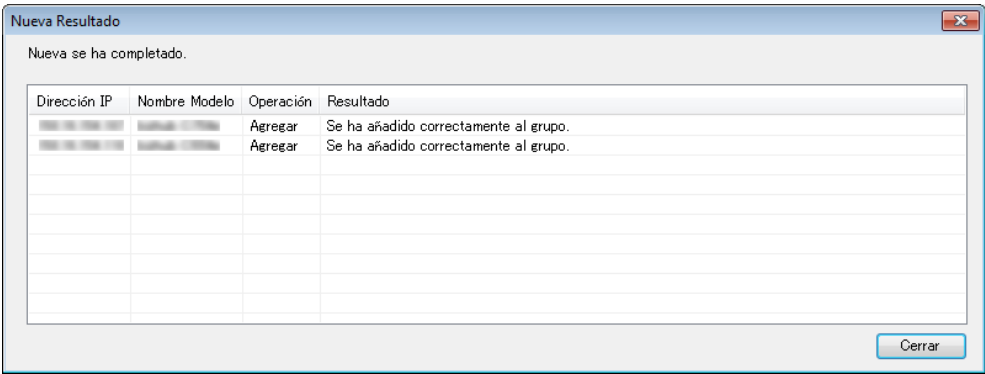 Nueva Resultado
Nueva se ha completado.
Dirección IP Nombre Modelo Operación Resultado
Agregar Se ha añadido correctamente al grupo.
Agregar Se ha añadido correctamente al grupo.
Cerrar